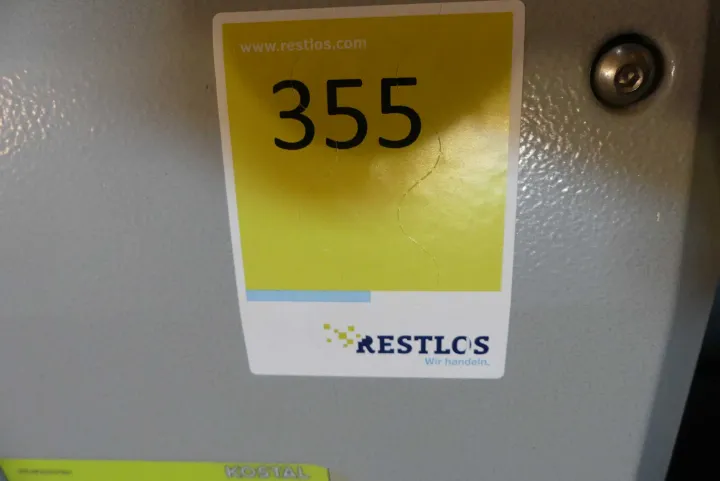 www.restlos.com
355
RESTLOS
Wir handeln.
KOSTAL